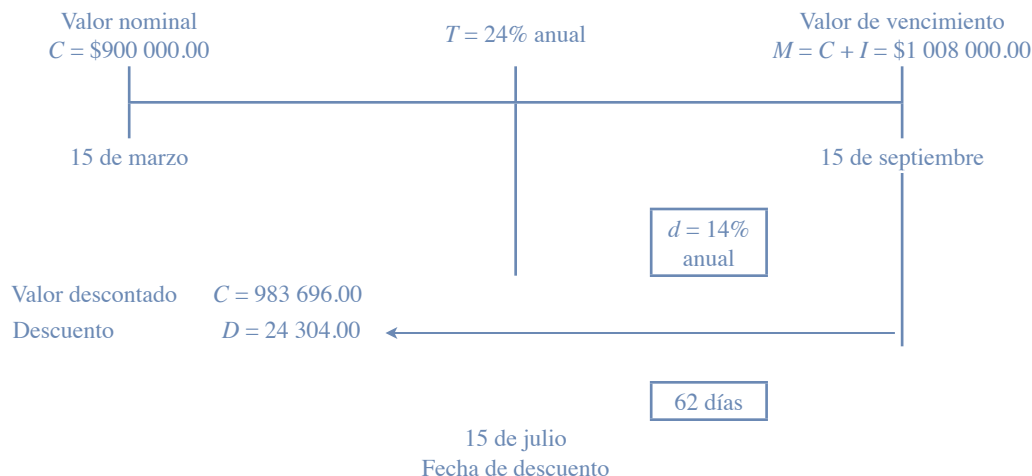 Valor nominal
C = $900 000.00
T = 24% anual
Valor de vencimiento
M = C + I = $1 008 000.00
15 de marzo
15 de septiembre
d = 14%
anual
Valor descontado C = 983 696.00
Descuento D = 24 304.00
62 días
15 de julio
Fecha de descuento